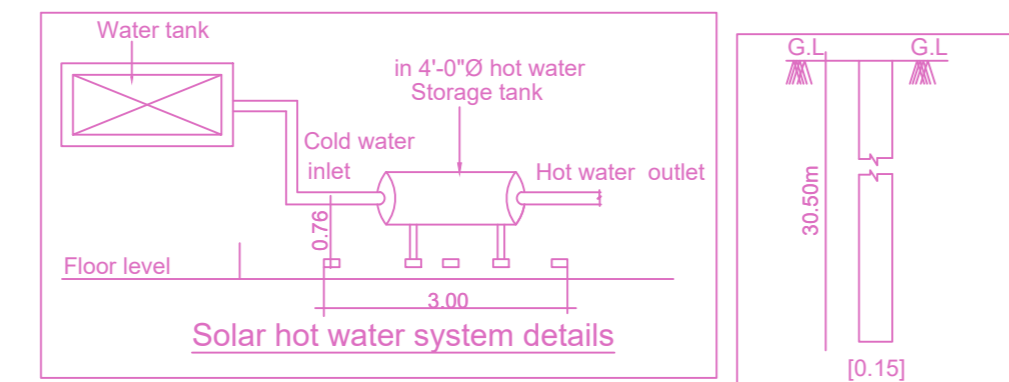 Water tank
in 4'-0"Ø hot water
Storage tank
Cold water
inlet
Hot water outlet
0.76
Floor level
3.00
Solar hot water system details
G.L
G.L
30.50m
[0.15]